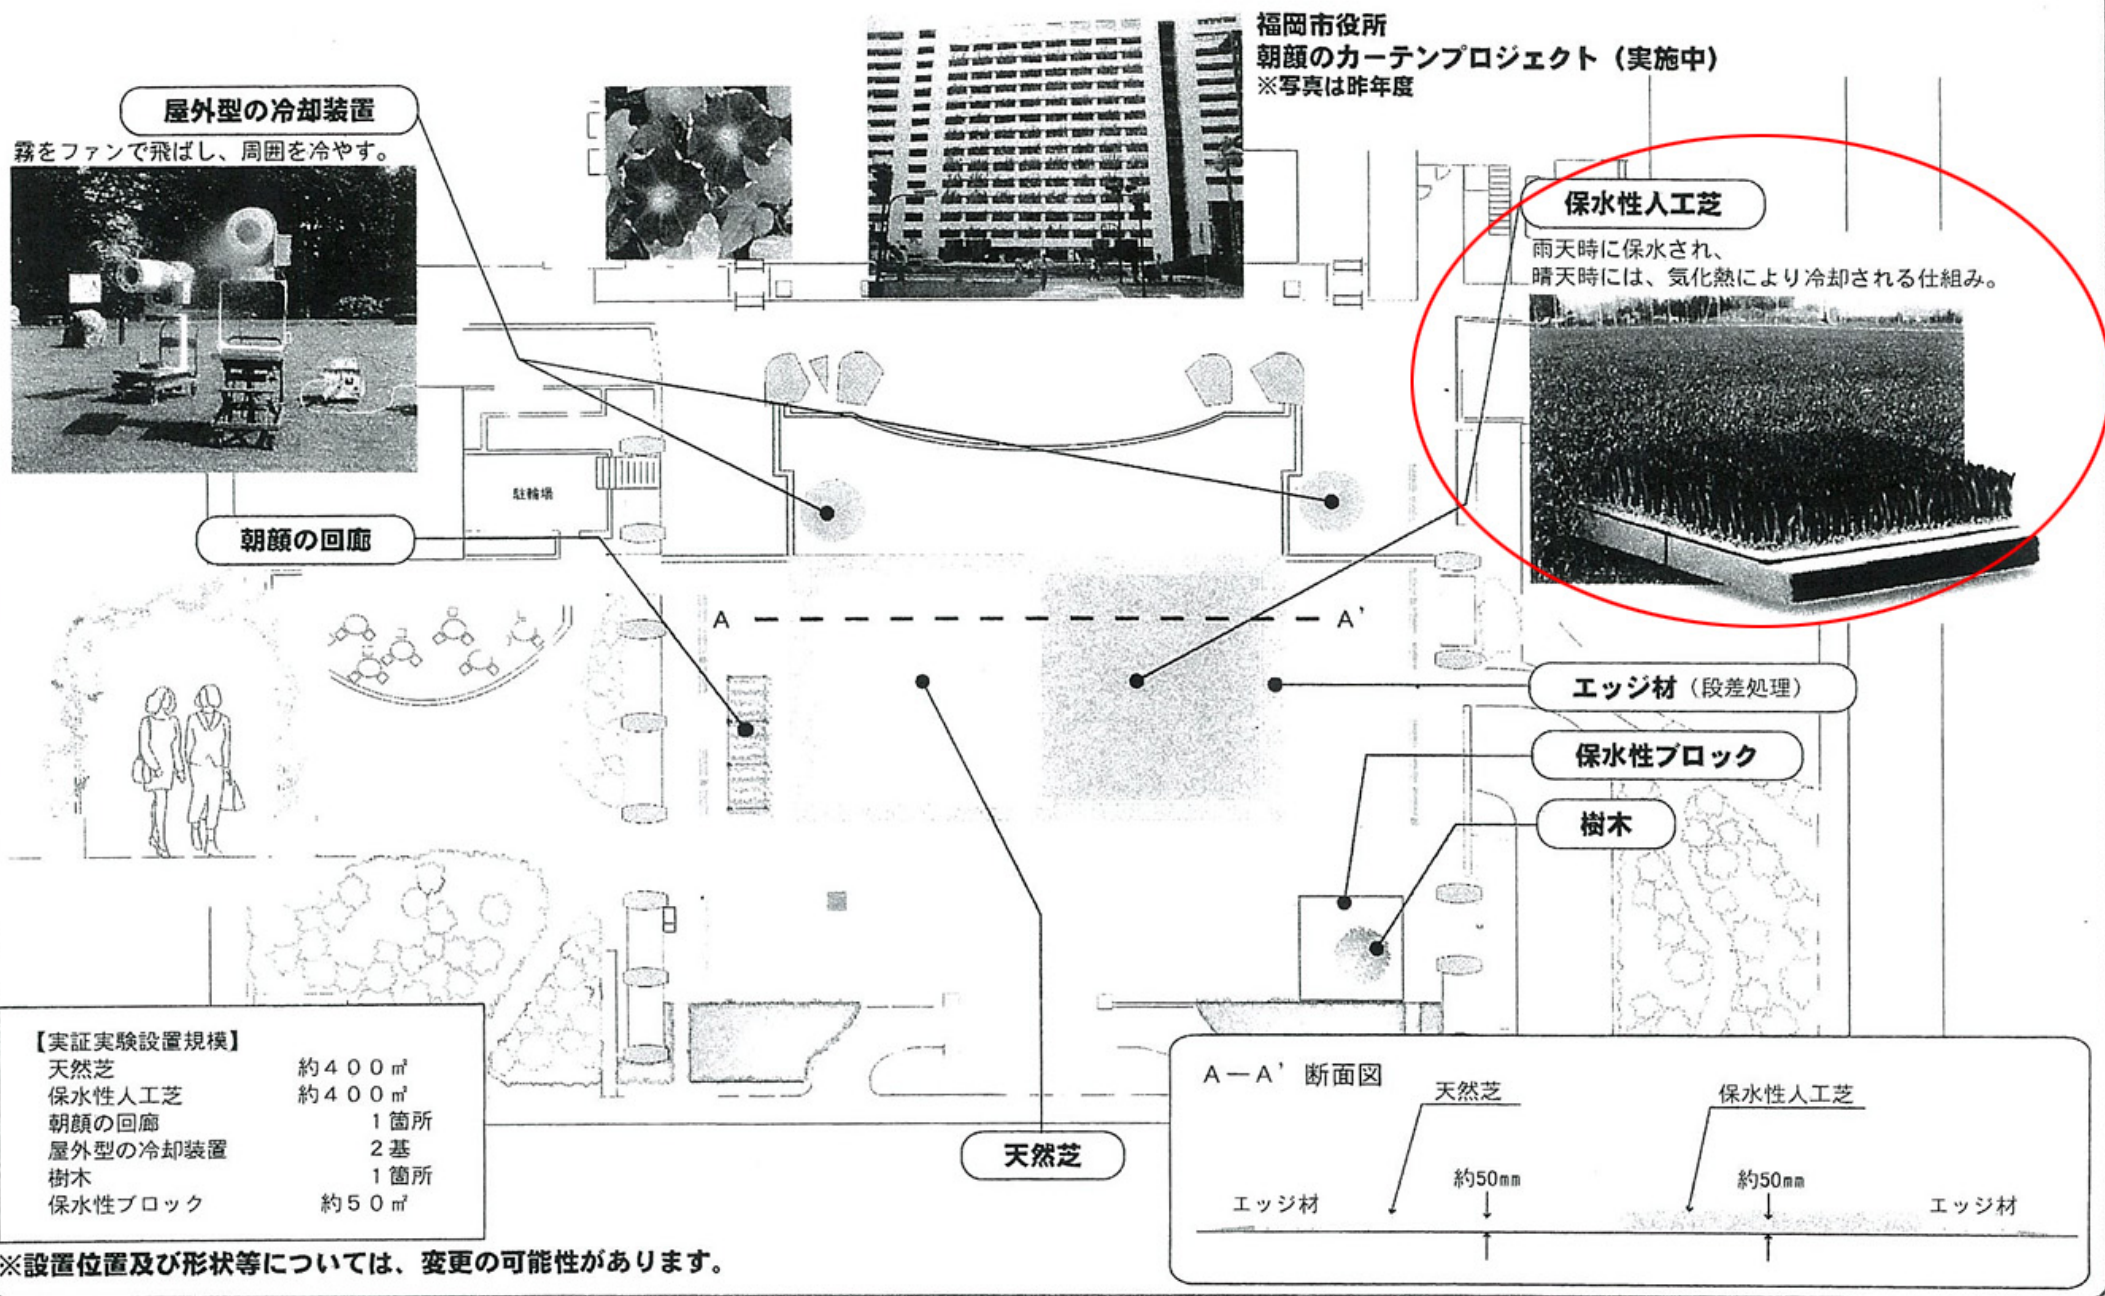 福岡市役所
朝顔のカーテンプロジェクト（実施中）
※写真は昨年度
屋外型の冷却装置
霧をファンで飛ばし、周囲を冷やす。
保水性人工芝
雨天時に保水され、
晴天時には、気化熱により冷却される仕組み。
駐輪場
朝顔の回廊
A
A'
エッジ材（段差処理）
保水性ブロック
樹木
天然芝
【実証実験設置規模】
天然芝 約４００㎡
保水性人工芝 約４００㎡
朝顔の回廊 １箇所
屋外型の冷却装置 ２基
樹木 １箇所
保水性ブロック 約５０㎡
※設置位置及び形状等については、変更の可能性があります。
A－A' 断面図
天然芝
保水性人工芝
約50㎜
約50㎜
エッジ材
エッジ材